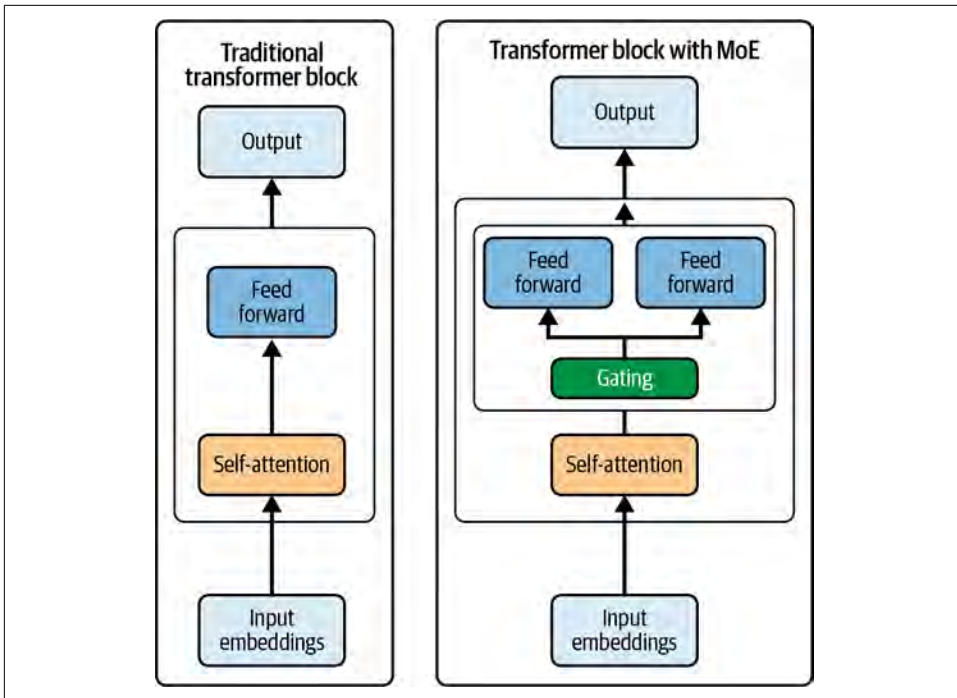 Traditional
transformer block
Output
Feed
forward
Self-attention
Input
embeddings
Transformer block with MoE
Output
Feed
forward
Feed
forward
Gating
Self-attention
Input
embeddings